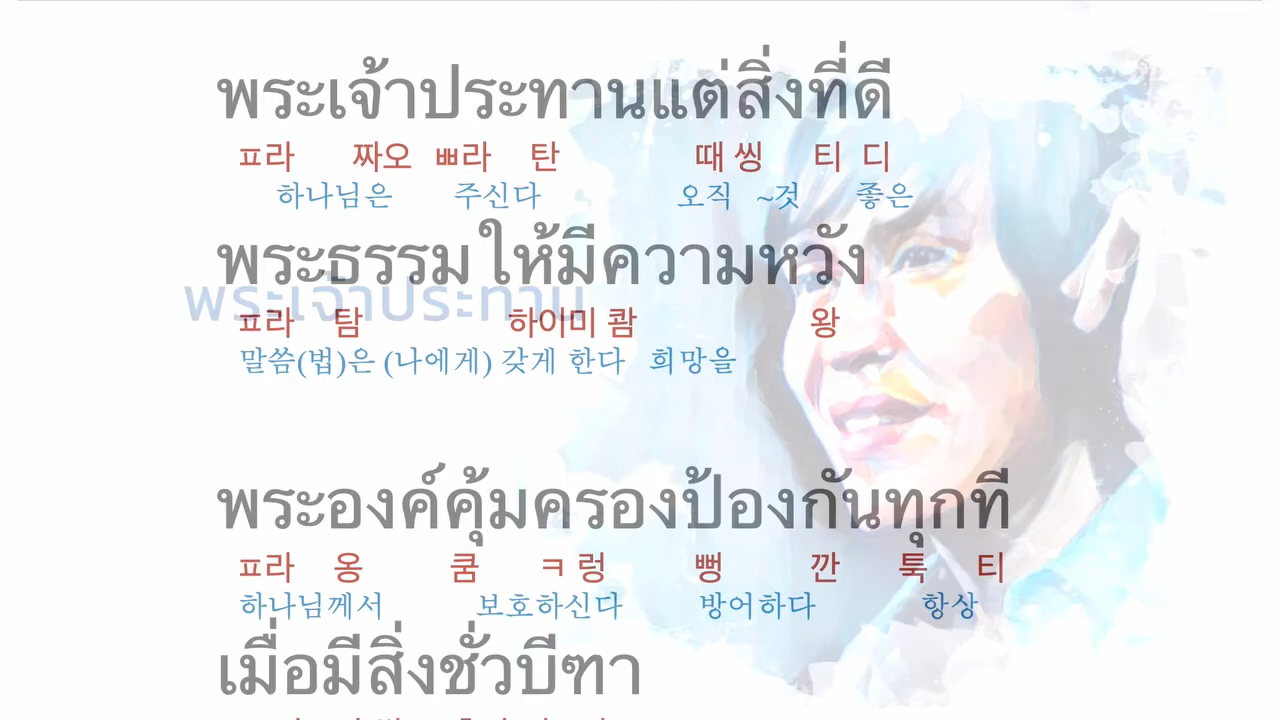 พระเจ้าประทานแต่สิ่งที่ดี
ㅍ라 짜오 ㅃ라 탄 때 씽 티 디
하나님은 주신다 오직 ~것 좋은
พระธรรม ให้มีความหวัง
พระเจ้าประทาน
ㅍ라 탐 하이미 쾀 왕
말씀(법)은 (나에게) 갖게 한다 희망을
พระองค์คุ้มครองป้องกันทุกที
ㅍ라 옹 쿰 ㅋ렁 뻥 깐 툭 티
하나님께서 보호하신다 방어하다 항상
เมื่อมีสิ่งชั่วบีฑา